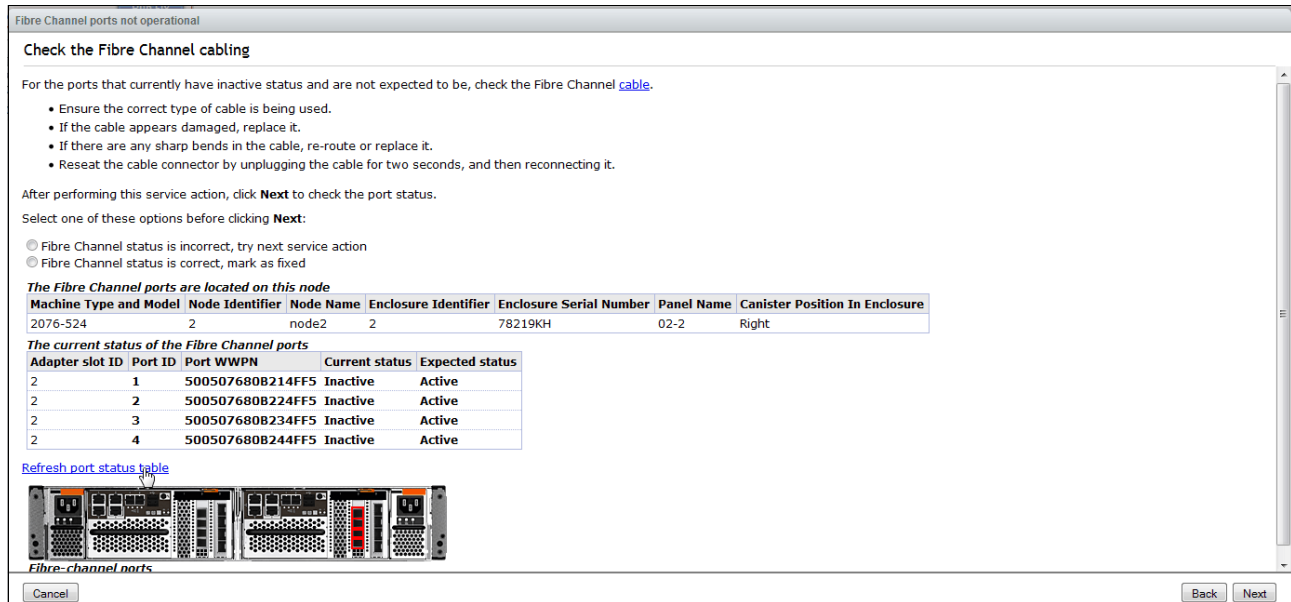 Fibre Channel ports not operational
Check the Fibre Channel cabling
For the ports that currently have inactive status and are not expected to be, check the Fibre Channel cable.
• Ensure the correct type of cable is being used.
• If the cable appears damaged, replace it.
• If there are any sharp bends in the cable, re-route or replace it.
• Reseat the cable connector by unplugging the cable for two seconds, and then reconnecting it.
After performing this service action, click Next to check the port status.
Select one of these options before clicking Next:
Fibre Channel status is incorrect, try next service action
Fibre Channel status is correct, mark as fixed
The Fibre Channel ports are located on this node
Machine Type and Model Node Identifier Node Name Enclosure Identifier Enclosure Serial Number Panel Name Canister Position In Enclosure
2076-524 2 node2 2 78219KH 02-2 Right
The current status of the Fibre Channel ports
Adapter slot ID Port ID Port WWPN Current status Expected status
2 1 500507680B214FF5 Inactive Active
2 2 500507680B224FF5 Inactive Active
2 3 500507680B234FF5 Inactive Active
2 4 500507680B244FF5 Inactive Active
Refresh port status table
Fibre-channel ports
Cancel Back Next